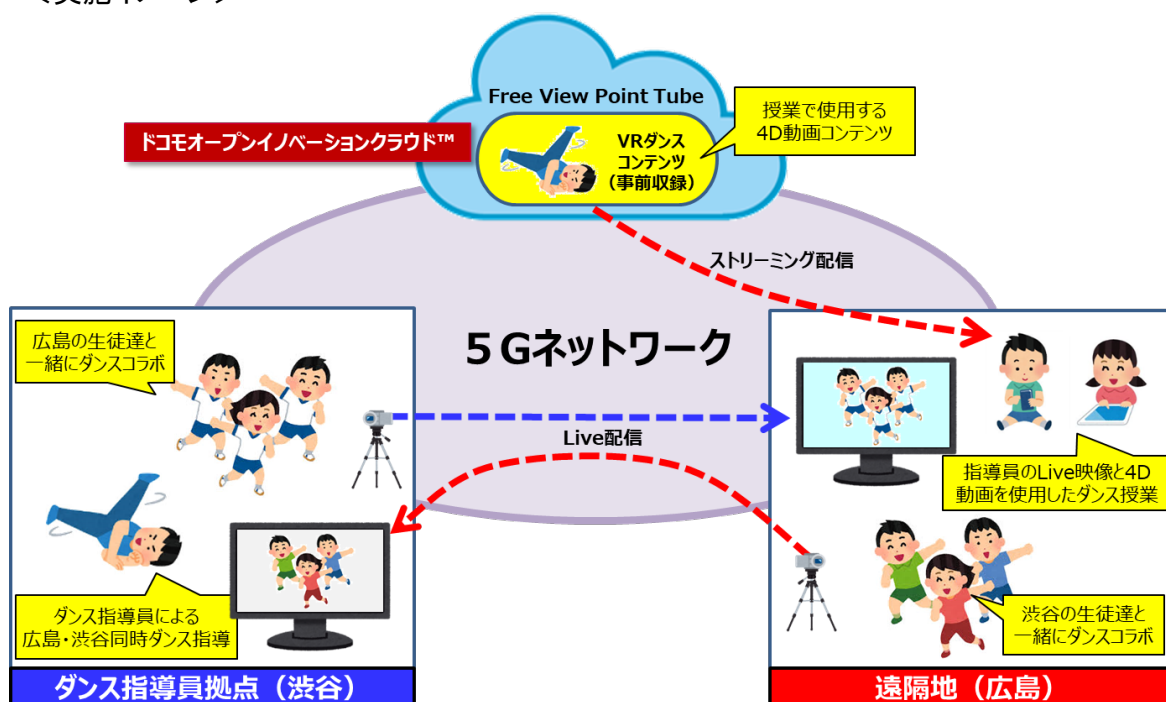 Free View Point Tube
ドコモオープンイノベーションクラウド™
VRダンス
コンテンツ
（事前収録）
授業で使用する
4D動画コンテンツ
ストリーミング配信
５Gネットワーク
Live配信
広島の生徒達と
一緒にダンスコラボ
ダンス指導員による
広島・渋谷同時ダンス指導
ダンス指導員拠点（渋谷）
指導員のLive映像と4D
動画を使用したダンス授業
渋谷の生徒達と
一緒にダンスコラボ
遠隔地（広島）